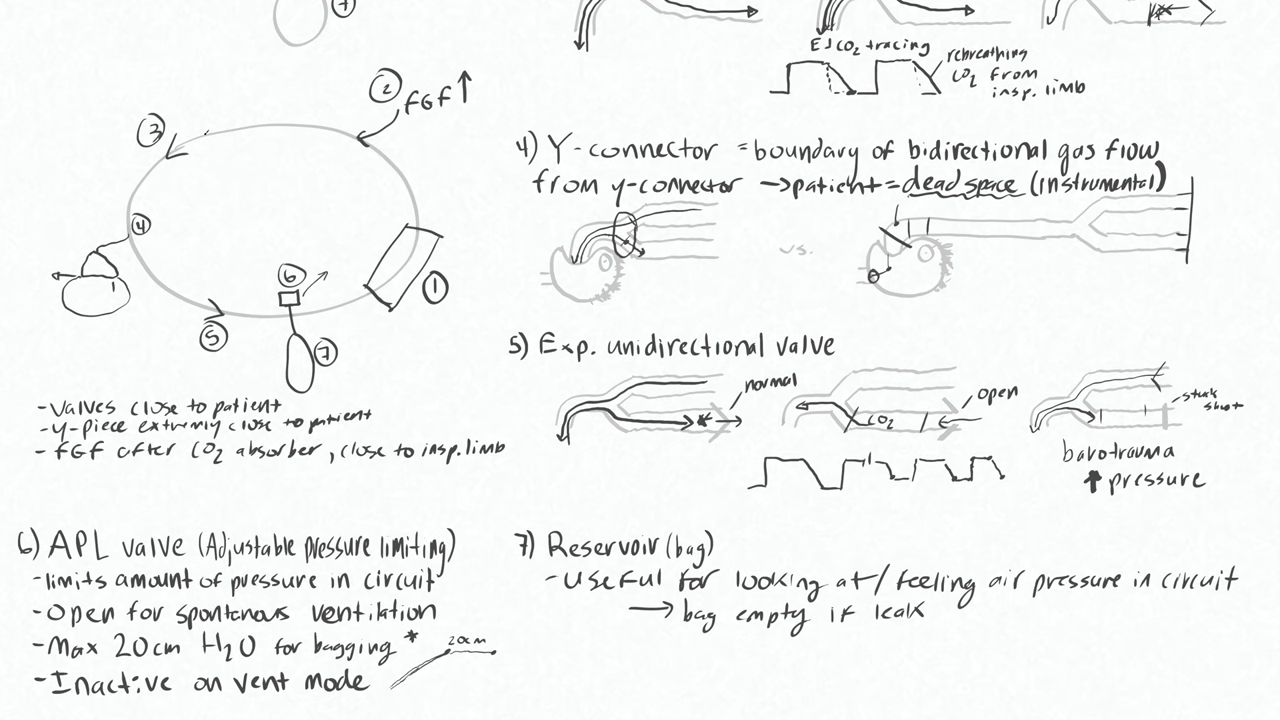 7
EJCO₂ tracing
rebreathing
CO₂ from
insp. limb
2
FGF ↑
3
4) Y-connector = boundary of bidirectional gas flow
from y-connector → patient = dead space (instrumental)
4
vs.
6
1
5
7
5) Exp. unidirectional valve
normal
open
CO₂
stuck
shut
barotrauma
↑ pressure
-Valves close to patient
-y-piece extremly close to patient
-FGF after CO₂ absorber, close to insp. limb
6) APL valve (Adjustable pressure limiting)
-limits amount of pressure in circuit
-Open for spontanous ventilation
-Max 20cm H₂O for bagging *
20cm
-Inactive on vent mode
7) Reservoir (bag)
-Useful for looking at/feeling air pressure in circuit
→ bag empty if leak